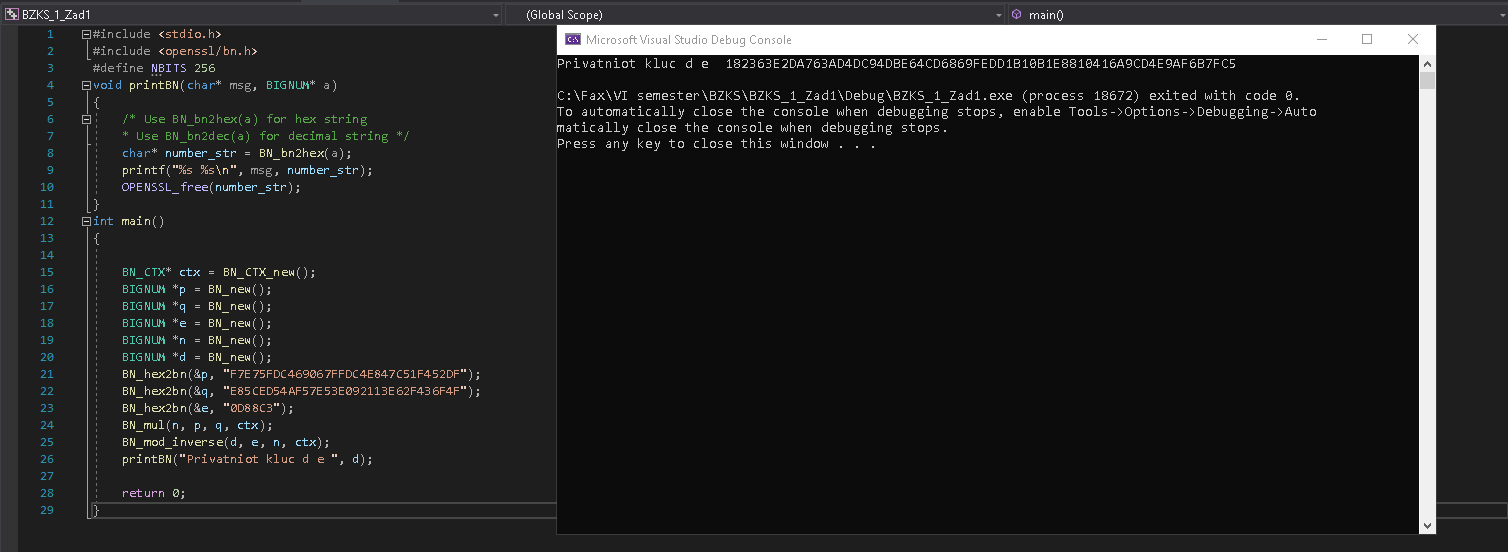 BZKS_1_Zad1 (Global Scope) main()
1 #include <stdio.h>
2 #include <openssl/bn.h>
3 #define NBITS 256
4 void printBN(char* msg, BIGNUM* a)
5 {
6 /* Use BN_bn2hex(a) for hex string
7 * Use BN_bn2dec(a) for decimal string */
8 char* number_str = BN_bn2hex(a);
9 printf("%s %s\n", msg, number_str);
10 OPENSSL_free(number_str);
11 }
12 int main()
13 {
14
15 BN_CTX* ctx = BN_CTX_new();
16 BIGNUM *p = BN_new();
17 BIGNUM *q = BN_new();
18 BIGNUM *e = BN_new();
19 BIGNUM *n = BN_new();
20 BIGNUM *d = BN_new();
21 BN_hex2bn(&p, "F7E75FDC469067FFDC4E847C51F452DF");
22 BN_hex2bn(&q, "E85CED54AF57E53E092113E62F436F4F");
23 BN_hex2bn(&e, "0D88C3");
24 BN_mul(n, p, q, ctx);
25 BN_mod_inverse(d, e, n, ctx);
26 printBN("Privatniot kluc d e ", d);
27
28 return 0;
29 }
Microsoft Visual Studio Debug Console
Privatniot kluc d e  182363E2DA763AD4DC94DBE64CD6869FEDD1B10B1E8810416A9CD4E9AF6B7FC5
C:\Fax\VI semester\BZKS\BZKS_1_Zad1\Debug\BZKS_1_Zad1.exe (process 18672) exited with code 0.
To automatically close the console when debugging stops, enable Tools->Options->Debugging->Auto
matically close the console when debugging stops.
Press any key to close this window . . .